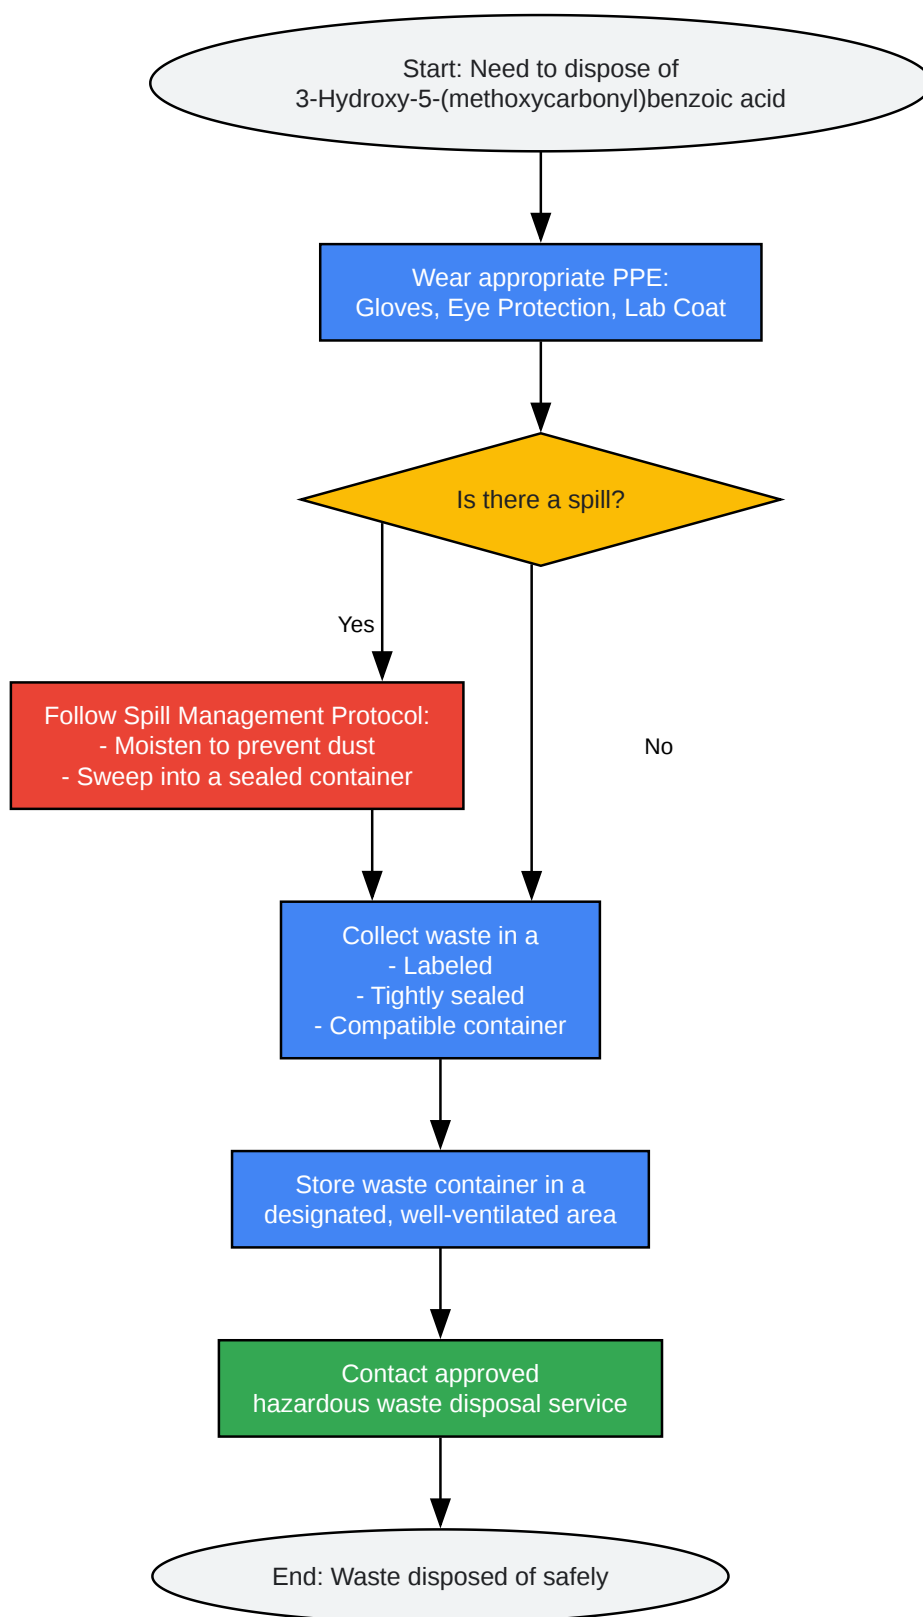 Start: Need to dispose of
3-Hydroxy-5-(methoxycarbonyl)benzoic acid
Wear appropriate PPE:
Gloves, Eye Protection, Lab Coat
Is there a spill?
Yes
Follow Spill Management Protocol:
- Moisten to prevent dust
- Sweep into a sealed container
No
Collect waste in a
- Labeled
- Tightly sealed
- Compatible container
Store waste container in a
designated, well-ventilated area
Contact approved
hazardous waste disposal service
End: Waste disposed of safely